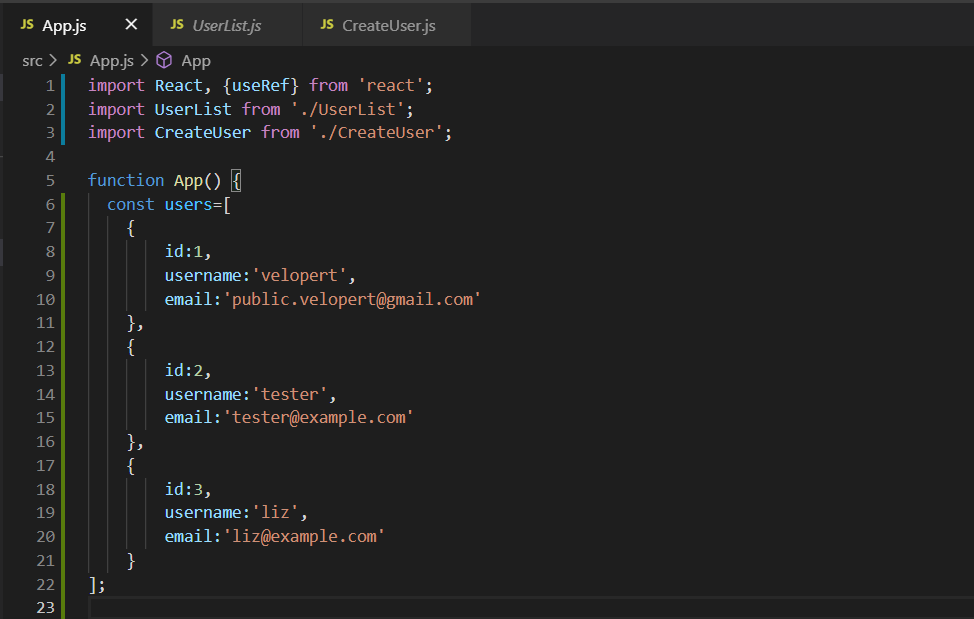 JS App.js × JS UserList.js JS CreateUser.js
src > JS App.js > App
1 import React, {useRef} from 'react';
2 import UserList from './UserList';
3 import CreateUser from './CreateUser';
4
5 function App() {
6 const users=[
7 {
8 id:1,
9 username:'velopert',
10 email:'public.velopert@gmail.com'
11 },
12 {
13 id:2,
14 username:'tester',
15 email:'tester@example.com'
16 },
17 {
18 id:3,
19 username:'liz',
20 email:'liz@example.com'
21 }
22 ];
23